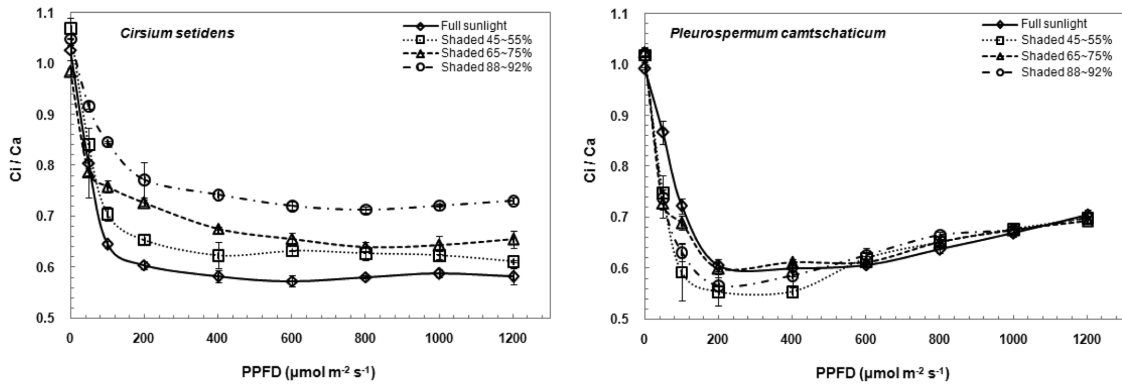 Cirsium setidens
Full sunlight
Shaded 45~55%
Shaded 65~75%
Shaded 88~92%
1.1
1.0
0.9
0.8
0.7
0.6
0.5
Ci / Ca
0 200 400 600 800 1000 1200
PPFD (μmol m⁻² s⁻¹)
Pleurospermum camtschaticum
Full sunlight
Shaded 45~55%
Shaded 65~75%
Shaded 88~92%
1.1
1.0
0.9
0.8
0.7
0.6
0.5
Ci / Ca
0 200 400 600 800 1000 1200
PPFD (μmol m⁻² s⁻¹)